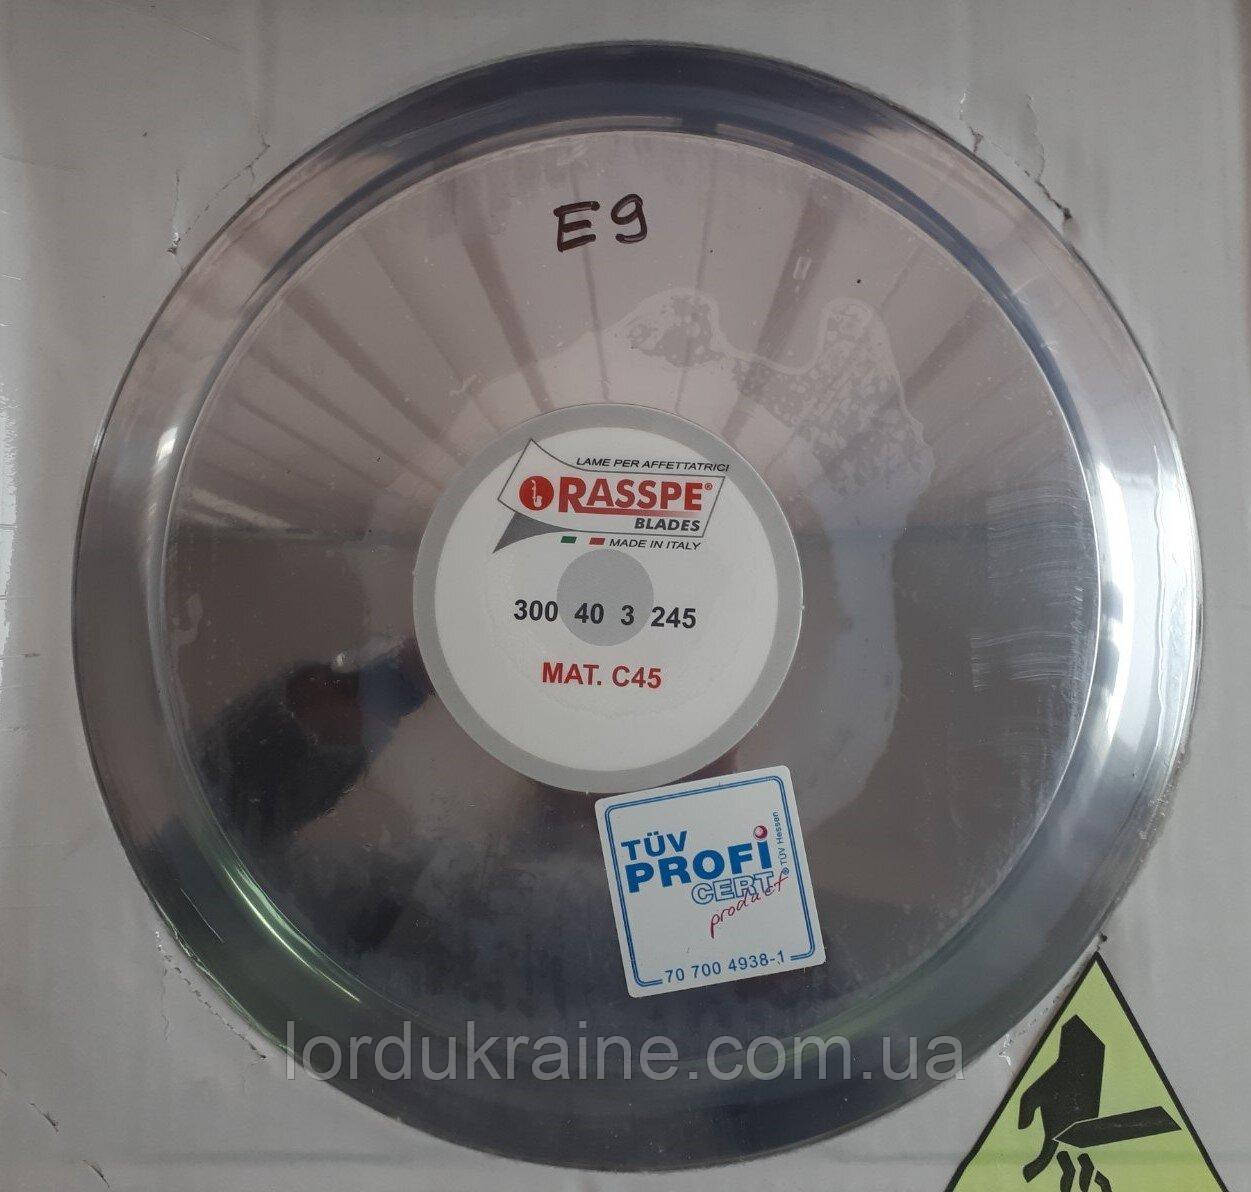 E9
LAME PER AFFETTATRICI
RASSPE®
BLADES
MADE IN ITALY
300 40 3 245
MAT. C45
TÜV
PROFi
CERT
product
® TÜV Hessen
70 700 4938-1
lordukraine.com.ua